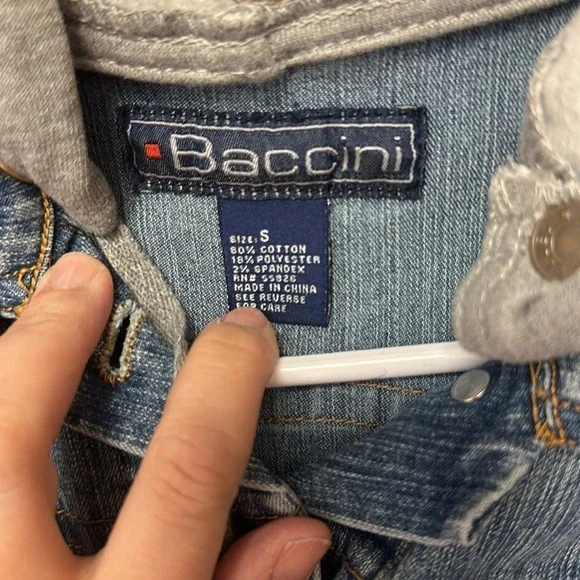 Baccini
SIZE: S
80% COTTON
18% POLYESTER
2% SPANDEX
RN# 55926
MADE IN CHINA
SEE REVERSE
FOR CARE